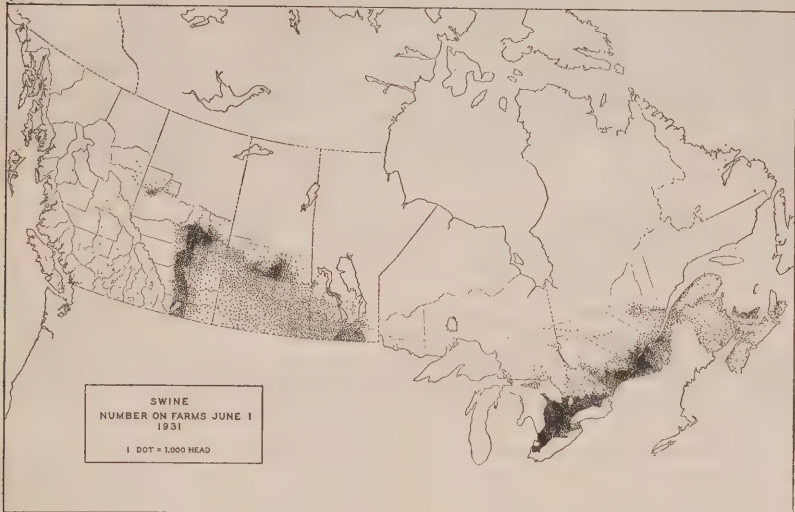 SWINE
NUMBER ON FARMS JUNE 1
1931
1 DOT = 1,000 HEAD